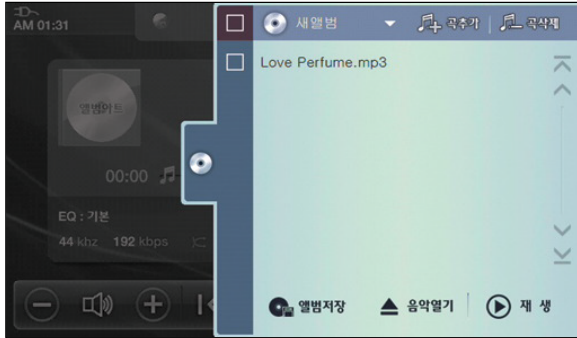 AM 01:31
새앨범
곡추가
곡삭제
Love Perfume.mp3
앨범아트
00:00
EQ : 기본
44 khz 192 kbps
앨범저장
음악열기
재 생